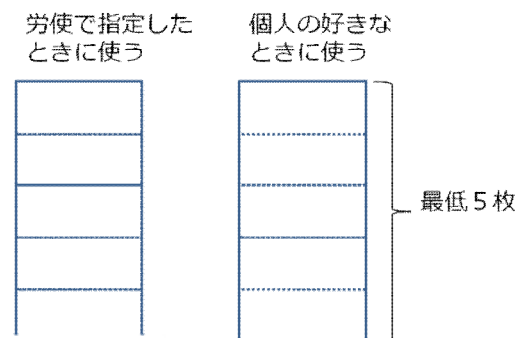 労使で指定した
ときに使う
個人の好きな
ときに使う
最低５枚